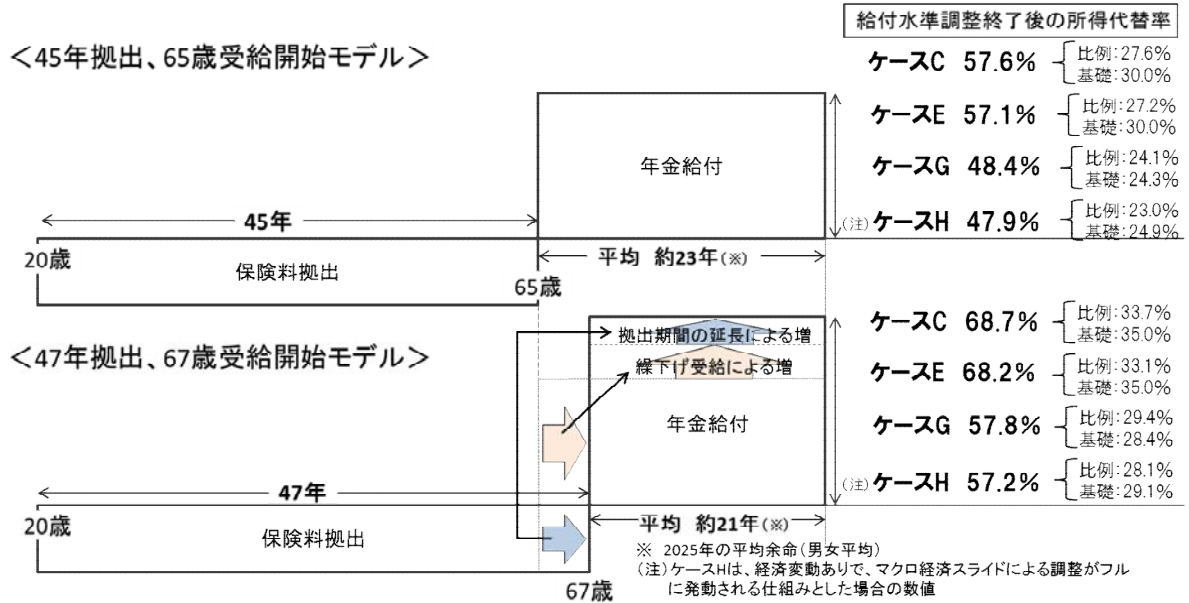 給付水準調整終了後の所得代替率
＜45年拠出、65歳受給開始モデル＞
ケースC 57.6%
比例：27.6%
基礎：30.0%
ケースE 57.1%
比例：27.2%
基礎：30.0%
年金給付
ケースG 48.4%
比例：24.1%
基礎：24.3%
45年
（注）ケースH 47.9%
比例：23.0%
基礎：24.9%
20歳
保険料拠出
65歳
平均 約23年（※）
＜47年拠出、67歳受給開始モデル＞
拠出期間の延長による増
繰下げ受給による増
年金給付
ケースC 68.7%
比例：33.7%
基礎：35.0%
ケースE 68.2%
比例：33.1%
基礎：35.0%
ケースG 57.8%
比例：29.4%
基礎：28.4%
47年
（注）ケースH 57.2%
比例：28.1%
基礎：29.1%
20歳
保険料拠出
67歳
平均 約21年（※）
※ 2025年の平均余命（男女平均）
（注）ケースHは、経済変動ありで、マクロ経済スライドによる調整がフル
に発動される仕組みとした場合の数値